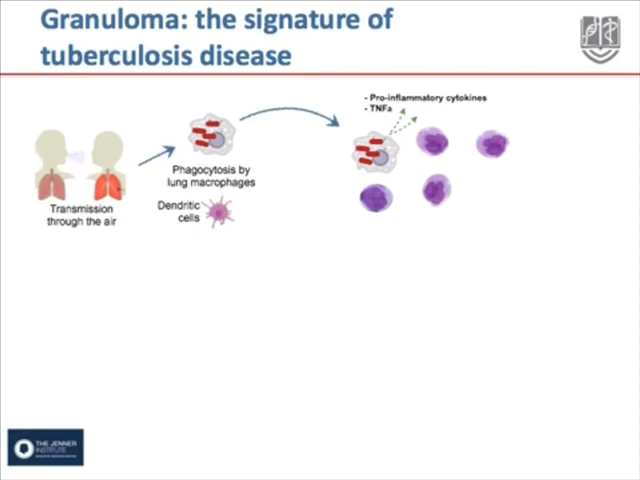 Granuloma: the signature of
tuberculosis disease
- Pro-inflammatory cytokines
- TNFa
Phagocytosis by
lung macrophages
Transmission
through the air
Dendritic
cells
THE JENNER
INSTITUTE